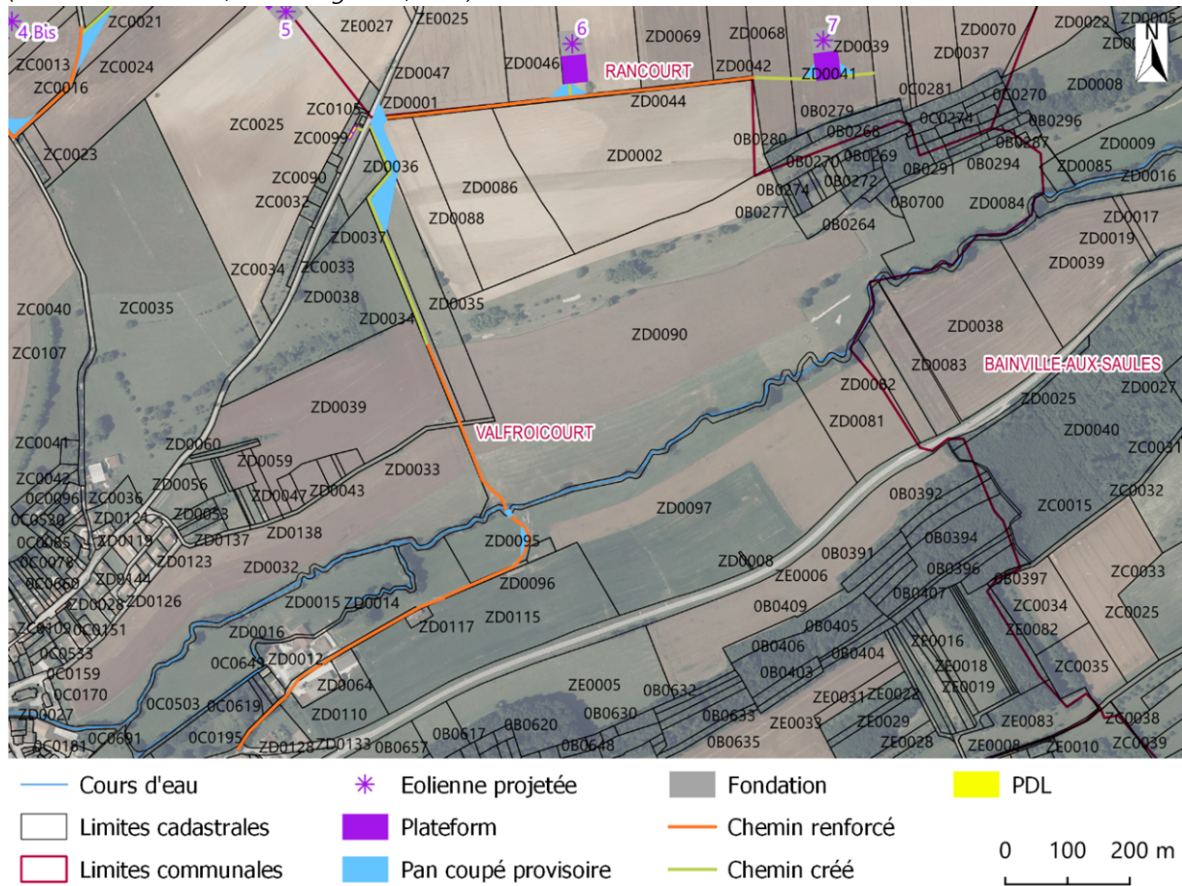 ZC0021
ZE0027
ZE0025
4 Bis
5
6
7
ZD0069
ZD0068
ZD0039
ZD0070
ZD0022
ZD0005
N
ZC0013
ZC0024
ZD0046
ZD0037
ZC0016
ZD0047
RANCOURT
ZD0042
ZD0041
ZD0008
ZC0105
ZD0001
ZD0044
0B0279
0C0281
0C0270
ZC0025
ZC0099
0B0280
0B0268
0C0274
0B0296
ZC0023
ZD0002
0B0270
0B0269
0B0287
ZD0009
ZD0036
0B0274
0B0272
0B0291
0B0294
ZD0085
ZD0016
ZC0090
ZD0086
ZC0032
ZD0088
0B0277
0B0700
ZD0084
ZD0037
0B0264
ZD0017
ZD0019
ZC0034
ZC0033
ZD0039
ZD0038
ZD0035
ZC0040
ZC0035
ZD0034
ZD0090
ZD0038
ZC0107
ZD0083
BAINVILLE-AUX-SAULES
ZD0082
ZD0027
ZD0039
ZD0025
ZD0081
VALFROICOURT
ZD0040
ZC0041
ZD0060
ZC0031
ZD0059
ZD0033
ZC0042
ZD0056
ZD0047
ZD0043
0B0392
ZC0032
0C0096
ZC0036
ZD0097
ZC0015
0C0530
ZD0124
ZD0053
0C0085
ZD0119
ZD0137
ZD0138
ZD0095
0B0394
0C0078
ZD0123
ZD0032
ZD0008
0B0391
0B0396
0C0669
ZD0144
ZD0096
ZE0006
0B0397
ZC0033
ZD0028
ZD0126
ZD0015
ZD0014
ZD0115
0B0409
0B0407
ZC0034
ZC0025
ZC0109
0C0151
ZD0016
ZD0117
0B0405
ZE0082
0C0533
0C0649
ZD0012
0B0406
0B0404
ZE0016
0C0159
ZD0064
ZE0005
0B0403
ZE0018
ZC0035
0C0170
0C0503
0C0619
0B0632
ZE0031
ZE0022
ZE0019
ZD0027
ZD0110
0B0630
0B0633
ZE0033
ZE0029
ZE0083
ZC0038
0C0181
0C0691
0C0195
ZD0128
ZD0133
0B0657
0B0617
0B0620
0B0648
0B0635
ZE0028
ZE0008
ZE0010
ZC0039
Cours d'eau
Eolienne projetée
Fondation
PDL
Limites cadastrales
Plateform
Chemin renforcé
Limites communales
Pan coupé provisoire
Chemin créé
0 100 200 m